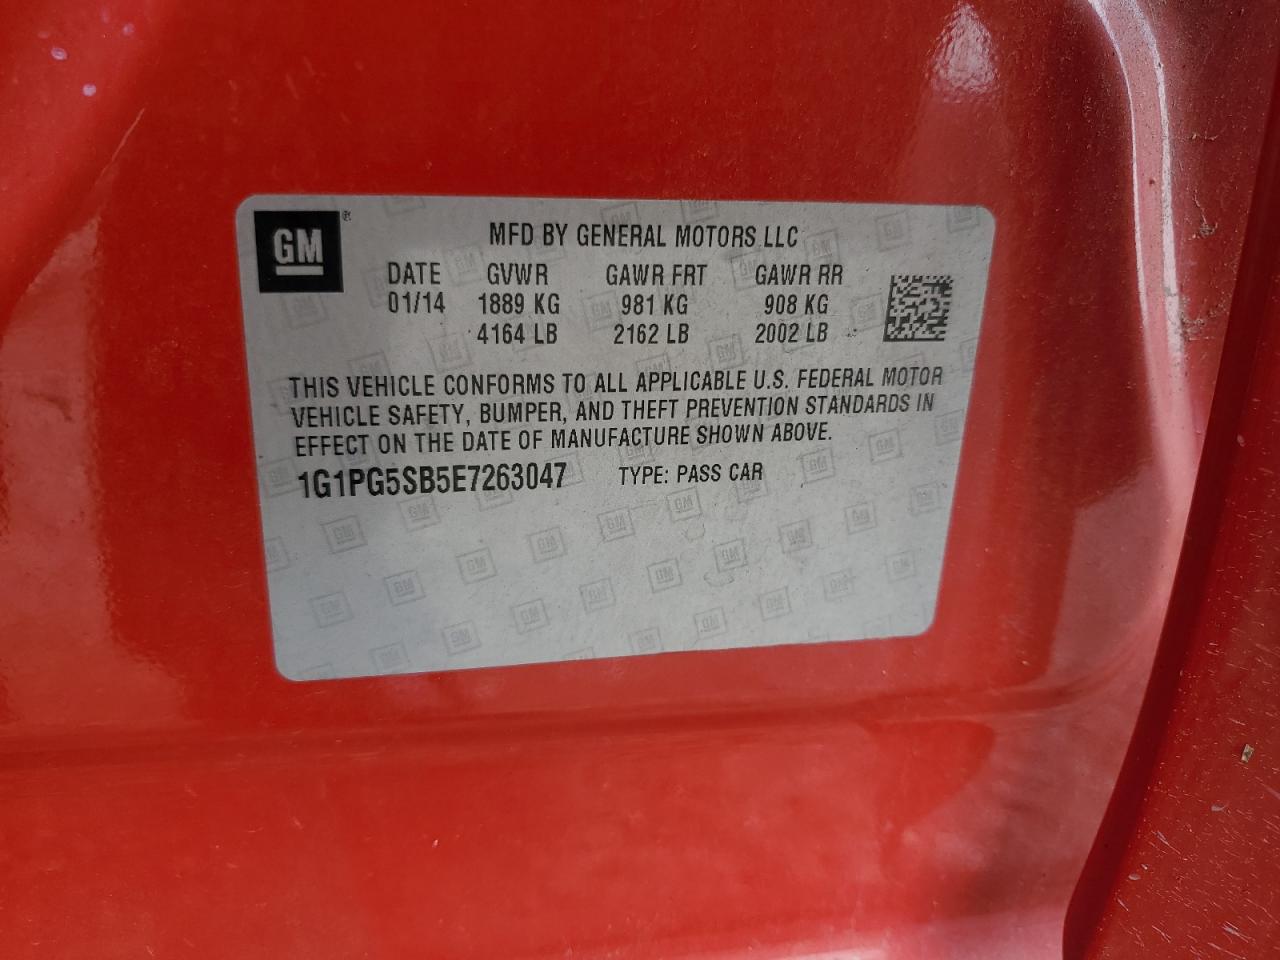 GM ®
MFD BY GENERAL MOTORS LLC
DATE GVWR GAWR FRT GAWR RR
01/14 1889 KG 981 KG 908 KG
4164 LB 2162 LB 2002 LB
THIS VEHICLE CONFORMS TO ALL APPLICABLE U.S. FEDERAL MOTOR
VEHICLE SAFETY, BUMPER, AND THEFT PREVENTION STANDARDS IN
EFFECT ON THE DATE OF MANUFACTURE SHOWN ABOVE.
1G1PG5SB5E7263047 TYPE: PASS CAR